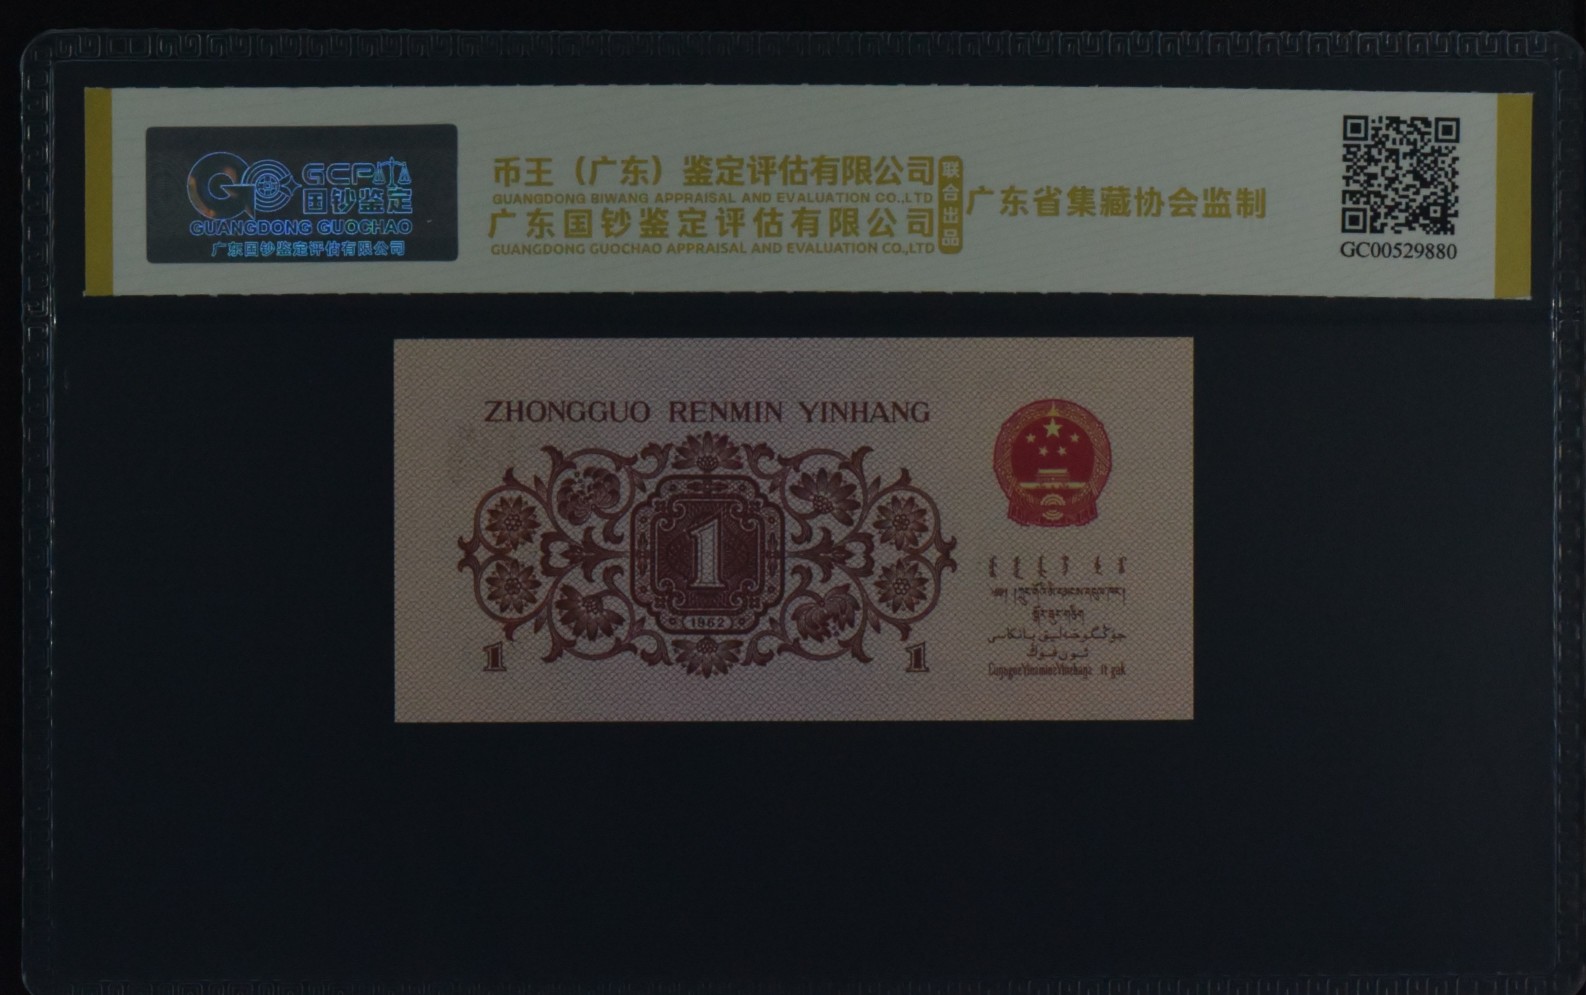 GCPA
国钞鉴定
GUANGDONG GUOCHAO
广东国钞鉴定评估有限公司
币王（广东）鉴定评估有限公司
GUANGDONG BIWANG APPRAISAL AND EVALUATION CO.,LTD
广东国钞鉴定评估有限公司
GUANGDONG GUOCHAO APPRAISAL AND EVALUATION CO.,LTD
联合出品
广东省集藏协会监制
GC00529880
ZHONGGUO RENMIN YINHANG
1
1962
1 1